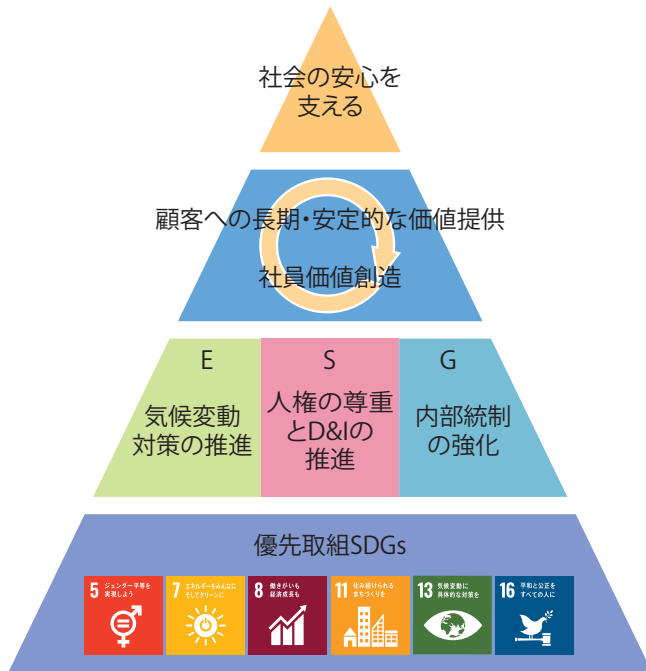 社会の安心を
支える
顧客への長期・安定的な価値提供
社員価値創造
E
気候変動
対策の推進
S
人権の尊重
とD&Iの
推進
G
内部統制
の強化
優先取組SDGs
5 ジェンダー平等を
実現しよう
7 エネルギーをみんなに
そしてクリーンに
8 働きがいも
経済成長も
11 住み続けられる
まちづくりを
13 気候変動に
具体的な対策を
16 平和と公正を
すべての人に